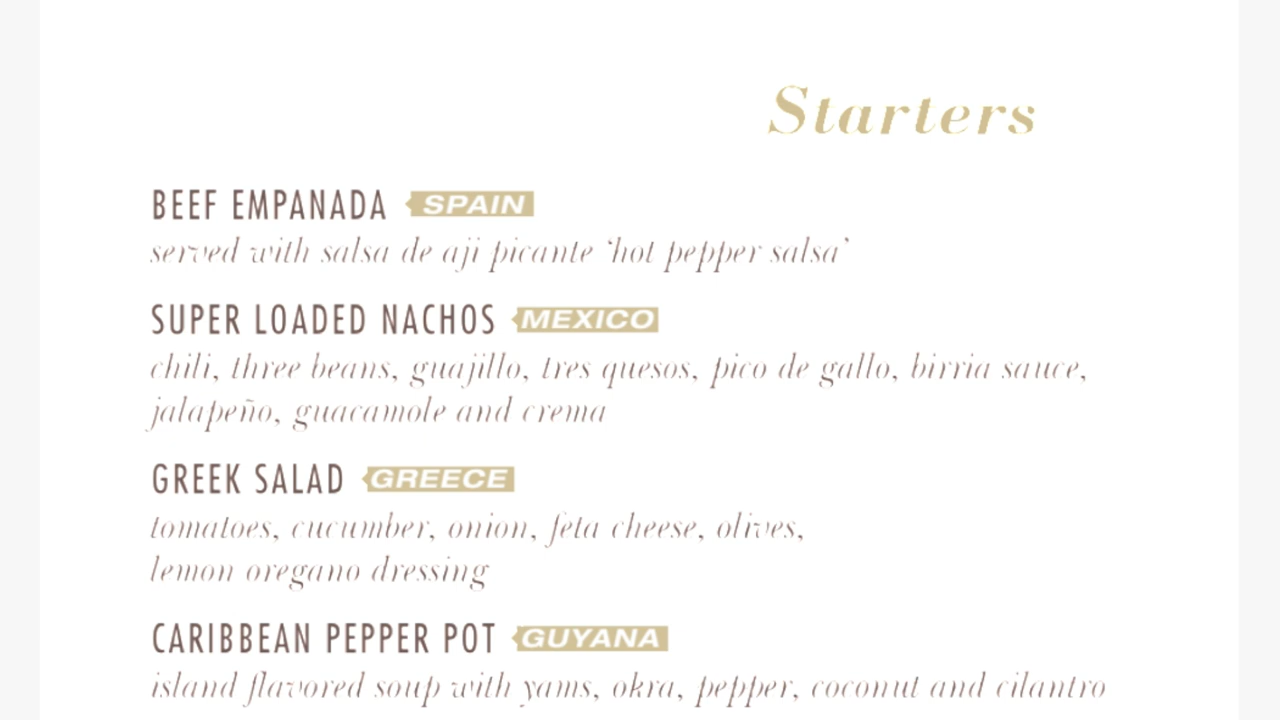 Starters
BEEF EMPANADA SPAIN
served with salsa de aji picante ‘hot pepper salsa’
SUPER LOADED NACHOS MEXICO
chili, three beans, guajillo, tres quesos, pico de gallo, birria sauce,
jalapeño, guacamole and crema
GREEK SALAD GREECE
tomatoes, cucumber, onion, feta cheese, olives,
lemon oregano dressing
CARIBBEAN PEPPER POT GUYANA
island flavored soup with yams, okra, pepper, coconut and cilantro